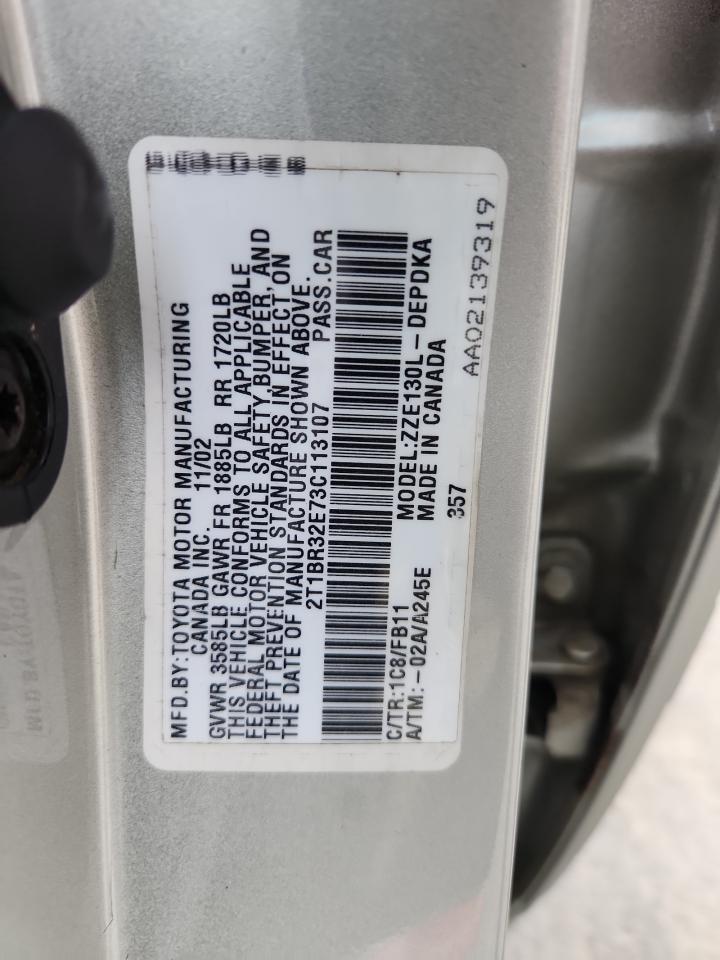 MFD.BY:TOYOTA MOTOR MANUFACTURING
CANADA INC. 11/02
GVWR 3585LB GAWR FR 1885LB RR 1720LB
THIS VEHICLE CONFORMS TO ALL APPLICABLE
FEDERAL MOTOR VEHICLE SAFETY BUMPER, AND
THEFT PREVENTION STANDARDS IN EFFECT ON
THE DATE OF MANUFACTURE SHOWN ABOVE.
2T1BR32E73C113107 PASS.CAR
C/TR:1C8/FB11 MODEL:ZZE130L-DEPDKA
A/TM:-02A/A245E MADE IN CANADA
357
AA02139319